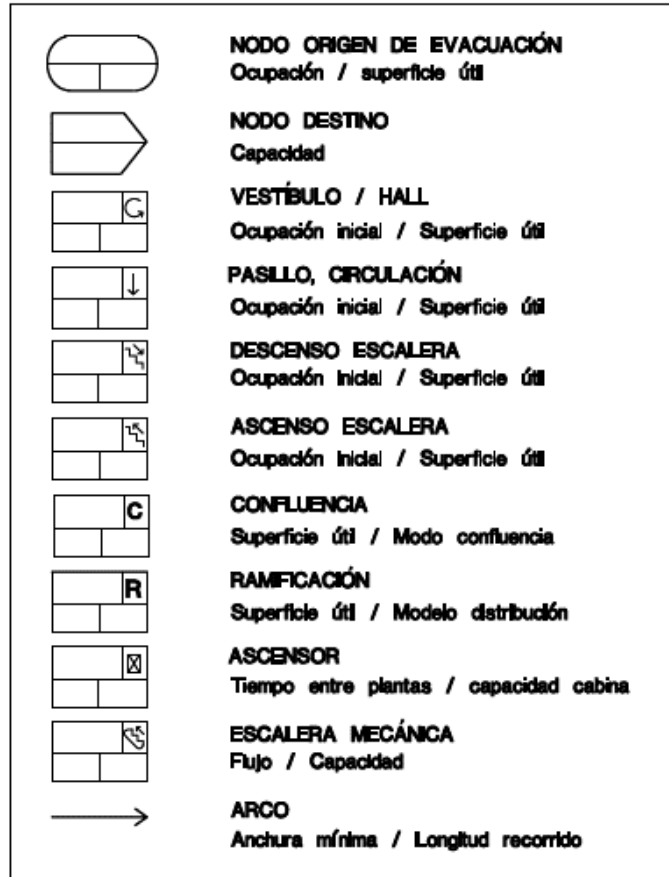 NODO ORIGEN DE EVACUACIÓN
Ocupación / superficie útil
NODO DESTINO
Capacidad
VESTÍBULO / HALL
Ocupación inicial / Superficie útil
PASILLO, CIRCULACIÓN
Ocupación inicial / Superficie útil
DESCENSO ESCALERA
Ocupación inicial / Superficie útil
ASCENSO ESCALERA
Ocupación inicial / Superficie útil
C
CONFLUENCIA
Superficie útil / Modo confluencia
R
RAMIFICACIÓN
Superficie útil / Modelo distribución
ASCENSOR
Tiempo entre plantas / capacidad cabina
ESCALERA MECÁNICA
Flujo / Capacidad
ARCO
Anchura mínima / Longitud recorrido